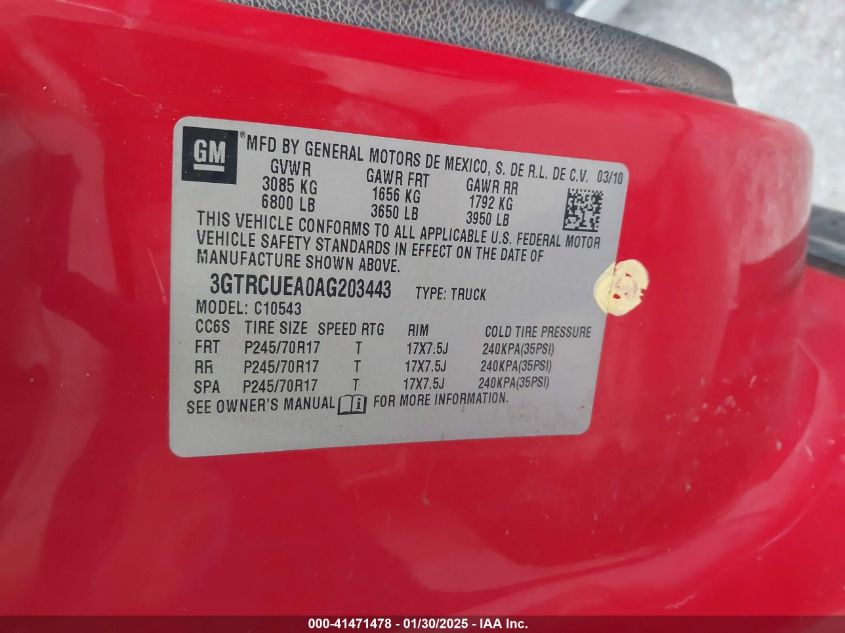 GM
®MFD BY GENERAL MOTORS DE MEXICO, S. DE R.L. DE C.V. 03/10
GVWR GAWR FRT GAWR RR
3085 KG 1656 KG 1792 KG
6800 LB 3650 LB 3950 LB
THIS VEHICLE CONFORMS TO ALL APPLICABLE U.S. FEDERAL MOTOR
VEHICLE SAFETY STANDARDS IN EFFECT ON THE DATE OF
MANUFACTURE SHOWN ABOVE.
3GTRCUEA0AG203443 TYPE: TRUCK
MODEL: C10543
CC6S TIRE SIZE SPEED RTG RIM COLD TIRE PRESSURE
FRT P245/70R17 T 17X7.5J 240KPA(35PSI)
RR P245/70R17 T 17X7.5J 240KPA(35PSI)
SPA P245/70R17 T 17X7.5J 240KPA(35PSI)
SEE OWNER'S MANUAL FOR MORE INFORMATION.
000-41471478 — 01/30/2025 — IAA Inc.